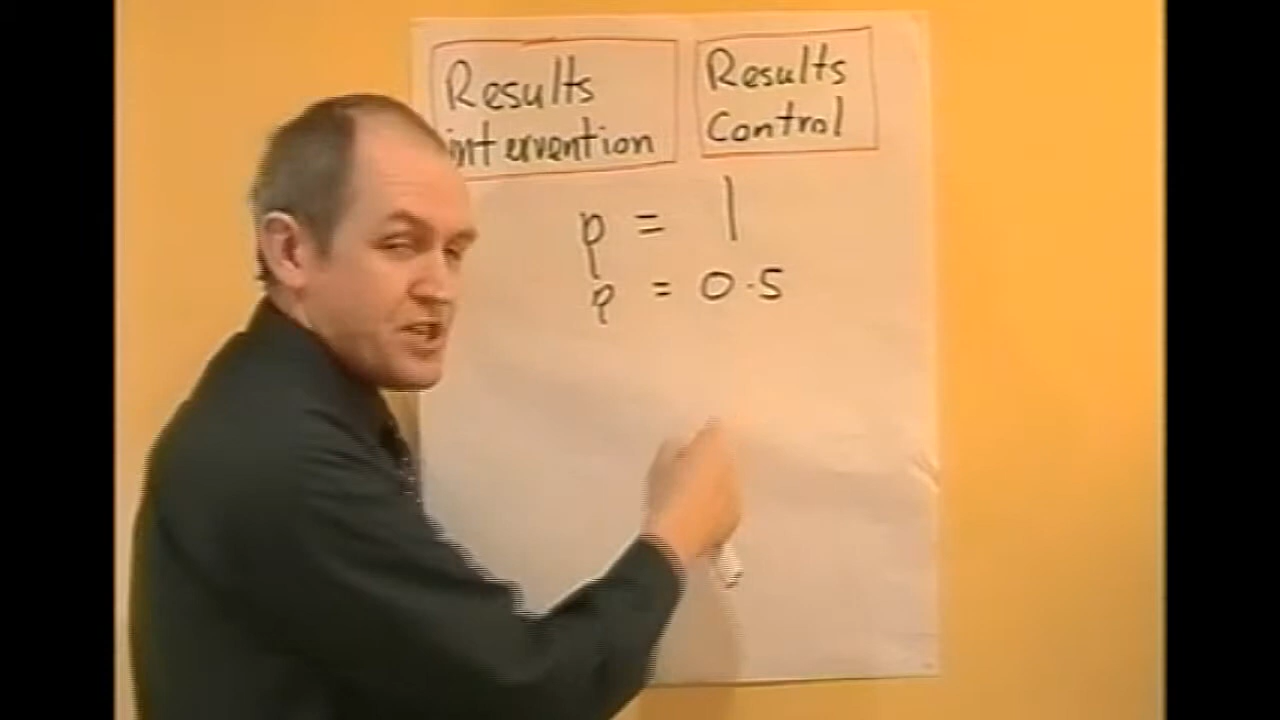 Results
intervention
Results
Control
p = 1
p = 0.5